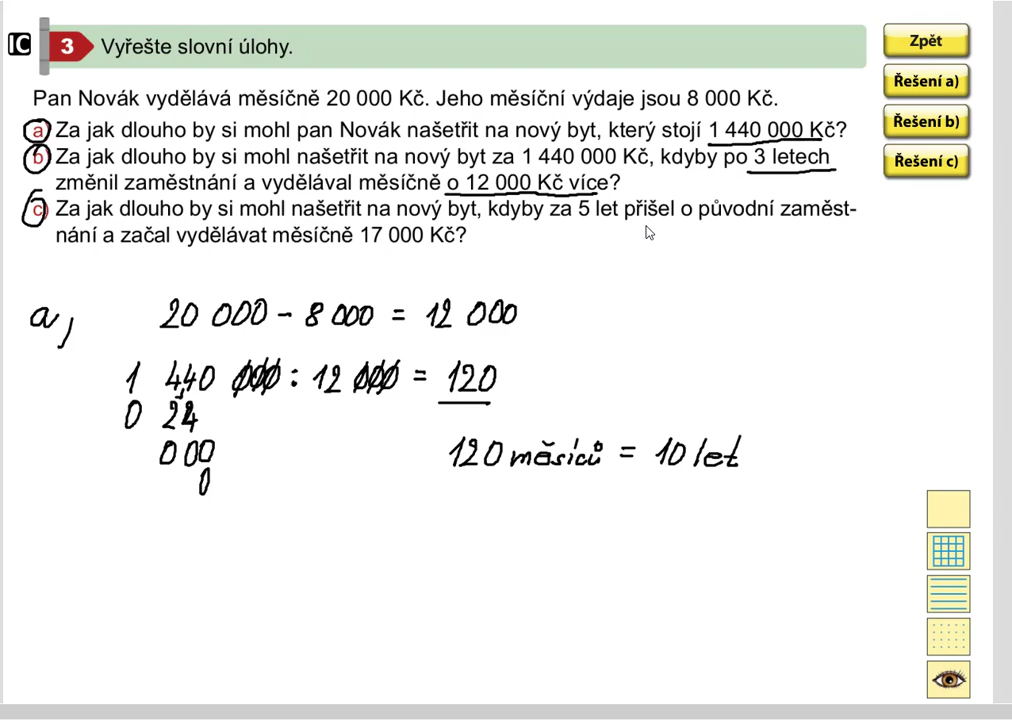 IC
3 Vyřešte slovní úlohy.
Zpět
Řešení a)
Řešení b)
Řešení c)
Pan Novák vydělává měsíčně 20 000 Kč. Jeho měsíční výdaje jsou 8 000 Kč.
a) Za jak dlouho by si mohl pan Novák našetřit na nový byt, který stojí 1 440 000 Kč?
b) Za jak dlouho by si mohl našetřit na nový byt za 1 440 000 Kč, kdyby po 3 letech
změnil zaměstnání a vydělával měsíčně o 12 000 Kč více?
c) Za jak dlouho by si mohl našetřit na nový byt, kdyby za 5 let přišel o původní zaměst-
nání a začal vydělávat měsíčně 17 000 Kč?
a) 20 000 - 8 000 = 12 000
1 440 000 : 12 000 = 120
0 24
000
0
120 měsíců = 10 let